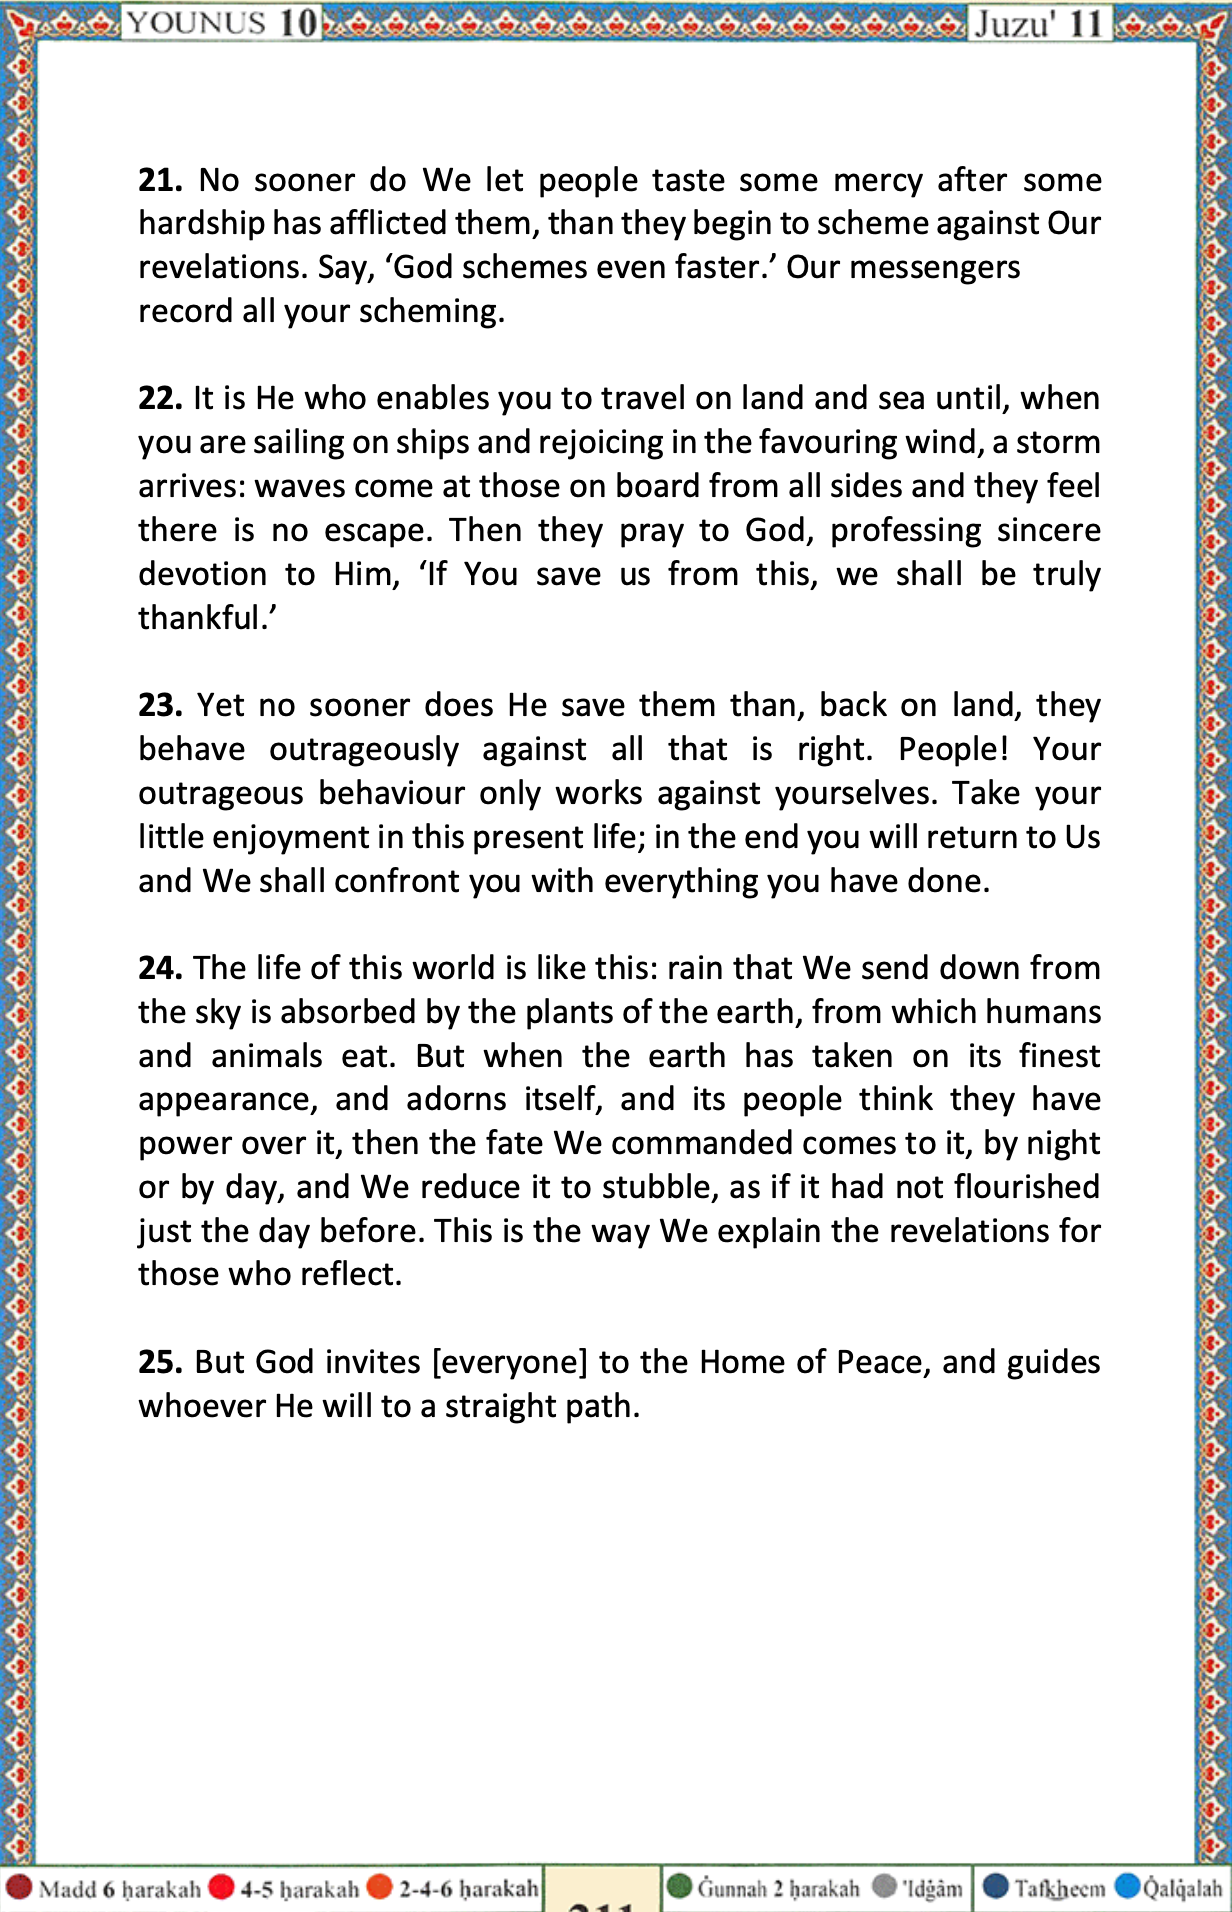 YOUNUS 10 Juzu' 11
21. No sooner do We let people taste some mercy after some
hardship has afflicted them, than they begin to scheme against Our
revelations. Say, ‘God schemes even faster.’ Our messengers
record all your scheming.
22. It is He who enables you to travel on land and sea until, when
you are sailing on ships and rejoicing in the favouring wind, a storm
arrives: waves come at those on board from all sides and they feel
there is no escape. Then they pray to God, professing sincere
devotion to Him, ‘If You save us from this, we shall be truly
thankful.’
23. Yet no sooner does He save them than, back on land, they
behave outrageously against all that is right. People! Your
outrageous behaviour only works against yourselves. Take your
little enjoyment in this present life; in the end you will return to Us
and We shall confront you with everything you have done.
24. The life of this world is like this: rain that We send down from
the sky is absorbed by the plants of the earth, from which humans
and animals eat. But when the earth has taken on its finest
appearance, and adorns itself, and its people think they have
power over it, then the fate We commanded comes to it, by night
or by day, and We reduce it to stubble, as if it had not flourished
just the day before. This is the way We explain the revelations for
those who reflect.
25. But God invites [everyone] to the Home of Peace, and guides
whoever He will to a straight path.
Madd 6 ḥarakah 4-5 ḥarakah 2-4-6 ḥarakah Ġunnah 2 ḥarakah 'Idġâm Tafkheem Q̇alq̇alah